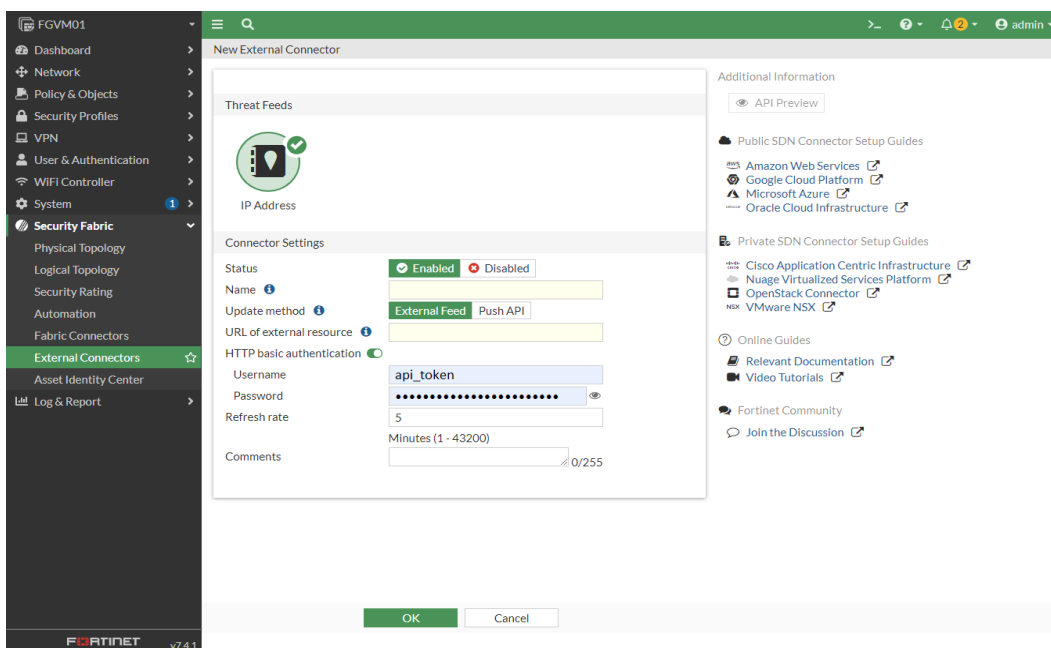 FGVM01
>_
2
admin
Dashboard
Network
Policy & Objects
Security Profiles
VPN
User & Authentication
WiFi Controller
System 1
Security Fabric
Physical Topology
Logical Topology
Security Rating
Automation
Fabric Connectors
External Connectors
Asset Identity Center
Log & Report
FORTINET
v7.4.1
New External Connector
Threat Feeds
IP Address
Connector Settings
Status Enabled Disabled
Name
Update method External Feed Push API
URL of external resource
HTTP basic authentication
Username api_token
Password ••••••••••••••••••••••••
Refresh rate 5
Minutes (1 - 43200)
Comments 0/255
OK Cancel
Additional Information
API Preview
Public SDN Connector Setup Guides
aws Amazon Web Services
Google Cloud Platform
Microsoft Azure
Oracle Cloud Infrastructure
Private SDN Connector Setup Guides
Cisco Application Centric Infrastructure
Nuage Virtualized Services Platform
OpenStack Connector
NSX VMware NSX
Online Guides
Relevant Documentation
Video Tutorials
Fortinet Community
Join the Discussion